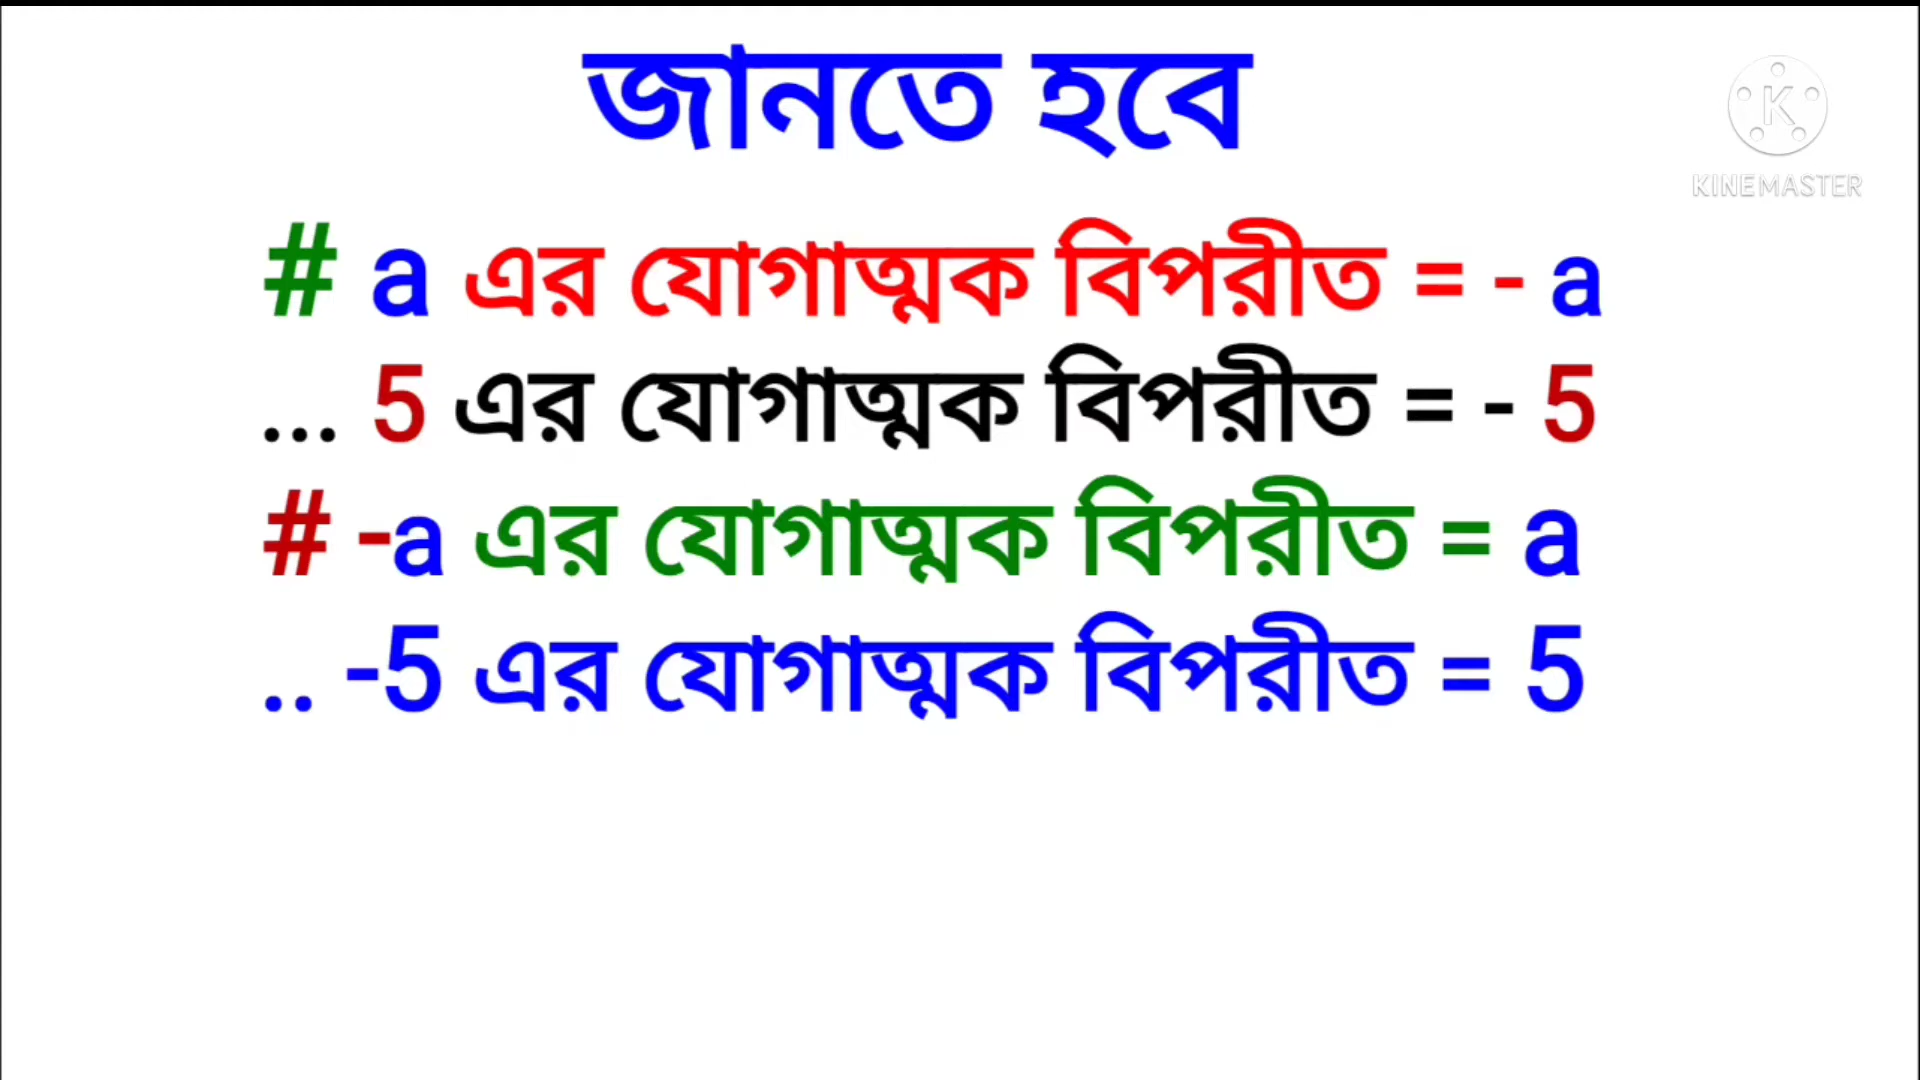 জানতে হবে
K
KINEMASTER
# a এর যোগাত্মক বিপরীত = - a
... 5 এর যোগাত্মক বিপরীত = - 5
# -a এর যোগাত্মক বিপরীত = a
.. -5 এর যোগাত্মক বিপরীত = 5